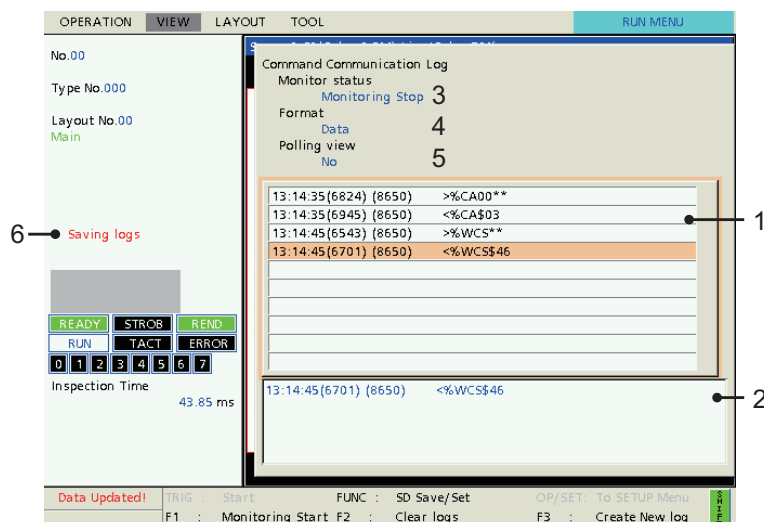 OPERATION VIEW LAYOUT TOOL RUN MENU
No.00
Type No.000
Layout No.00
Main
6 Saving logs
READY STROB REND
RUN TACT ERROR
0 1 2 3 4 5 6 7
Inspection Time
43.85 ms
Command Communication Log
Monitor status
Monitoring Stop 3
Format
Data 4
Polling view
No 5
13:14:35(6824) (8650) >%CA00**
13:14:35(6945) (8650) <%CA$03
13:14:45(6543) (8650) >%WCS**
13:14:45(6701) (8650) <%WCS$46
1
13:14:45(6701) (8650) <%WCS$46
2
Data Updated! TRIG : Start FUNC : SD Save/Set OP/SET: To SETUP Menu
F1 : Monitoring Start F2 : Clear logs F3 : Create New log